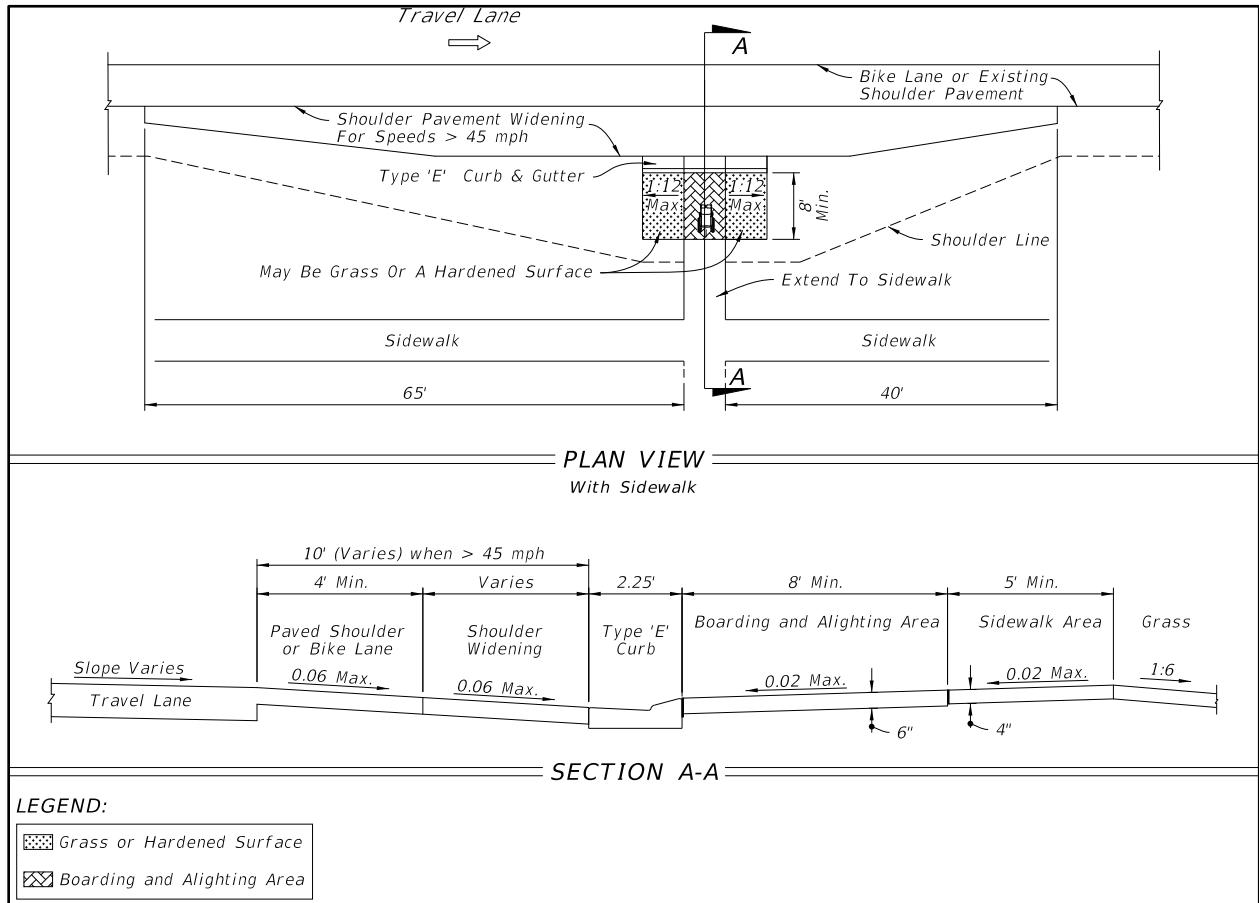 Travel Lane
A
Bike Lane or Existing
Shoulder Pavement
Shoulder Pavement Widening
For Speeds > 45 mph
Type 'E' Curb & Gutter
1:12
Max
1:12
Max
8'
Min.
Shoulder Line
May Be Grass Or A Hardened Surface
Extend To Sidewalk
Sidewalk
Sidewalk
A
65'
40'
PLAN VIEW
With Sidewalk
10' (Varies) when > 45 mph
4' Min.
Varies
2.25'
8' Min.
5' Min.
Paved Shoulder
or Bike Lane
Shoulder
Widening
Type 'E'
Curb
Boarding and Alighting Area
Sidewalk Area
Grass
Slope Varies
0.06 Max.
0.06 Max.
0.02 Max.
0.02 Max.
1:6
Travel Lane
6"
4"
SECTION A-A
LEGEND:
Grass or Hardened Surface
Boarding and Alighting Area